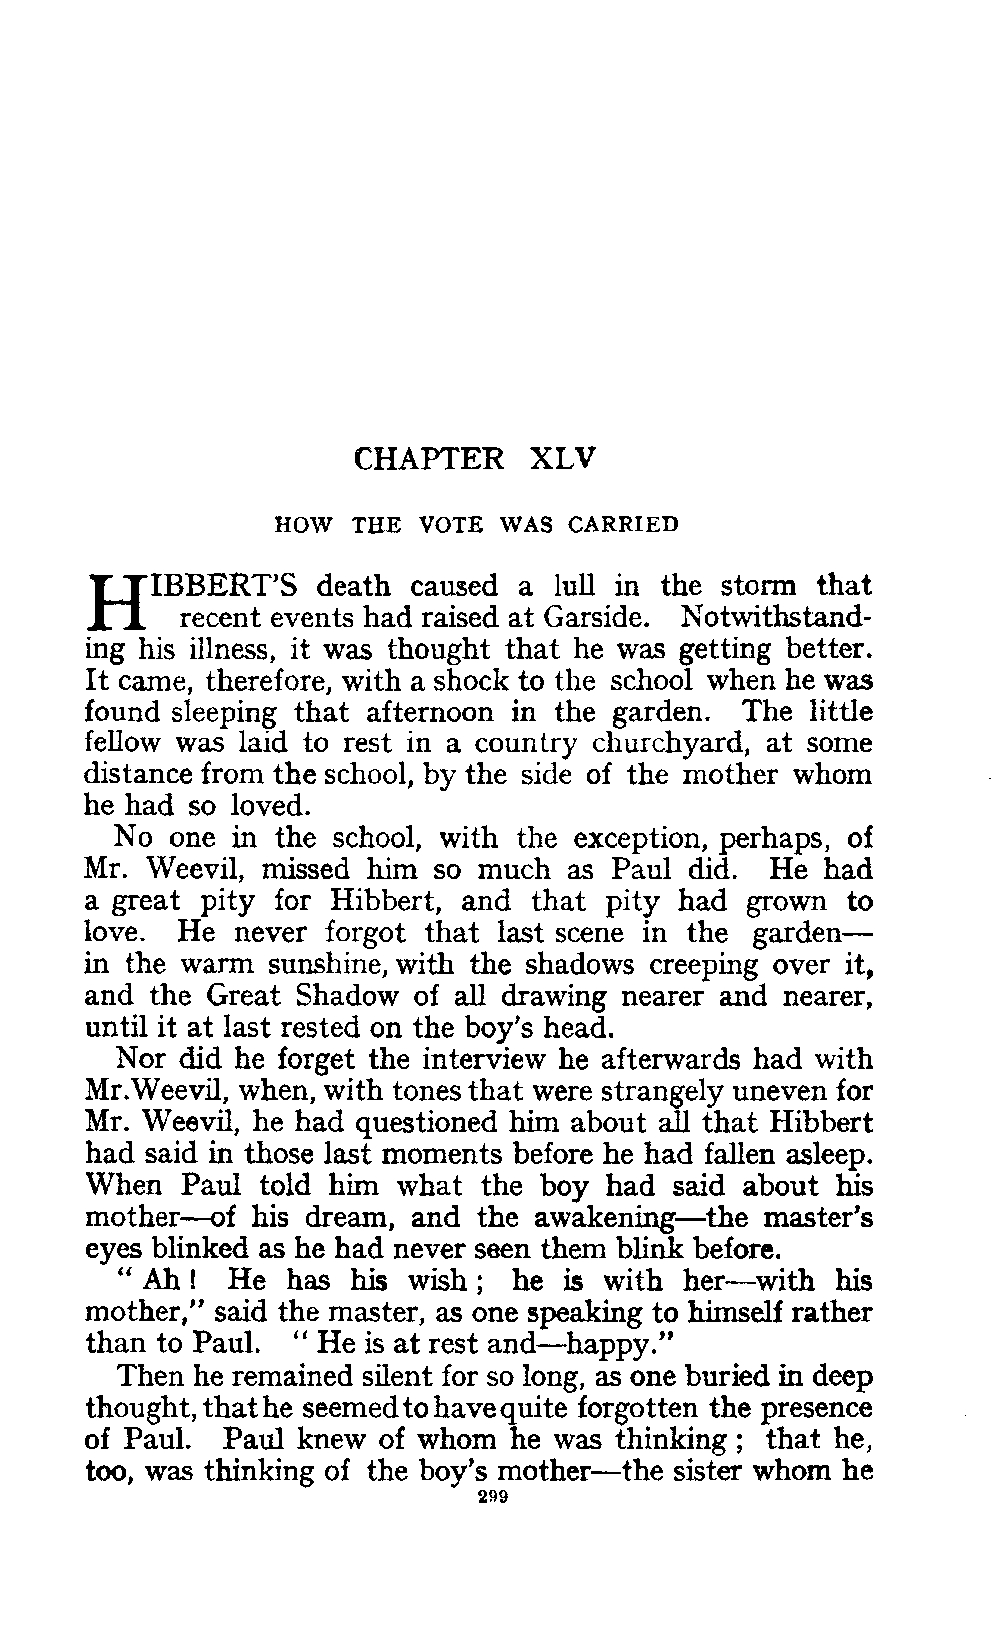 CHAPTER XLV
HOW THE VOTE WAS CARRIED
HIBBERT'S death caused a lull in the storm that
recent events had raised at Garside. Notwithstand-
ing his illness, it was thought that he was getting better.
It came, therefore, with a shock to the school when he was
found sleeping that afternoon in the garden. The little
fellow was laid to rest in a country churchyard, at some
distance from the school, by the side of the mother whom
he had so loved.
No one in the school, with the exception, perhaps, of
Mr. Weevil, missed him so much as Paul did. He had
a great pity for Hibbert, and that pity had grown to
love. He never forgot that last scene in the garden—
in the warm sunshine, with the shadows creeping over it,
and the Great Shadow of all drawing nearer and nearer,
until it at last rested on the boy's head.
Nor did he forget the interview he afterwards had with
Mr. Weevil, when, with tones that were strangely uneven for
Mr. Weevil, he had questioned him about all that Hibbert
had said in those last moments before he had fallen asleep.
When Paul told him what the boy had said about his
mother—of his dream, and the awakening—the master's
eyes blinked as he had never seen them blink before.
"Ah! He has his wish; he is with her—with his
mother," said the master, as one speaking to himself rather
than to Paul. "He is at rest and—happy."
Then he remained silent for so long, as one buried in deep
thought, that he seemed to have quite forgotten the presence
of Paul. Paul knew of whom he was thinking; that he,
too, was thinking of the boy's mother—the sister whom he
299